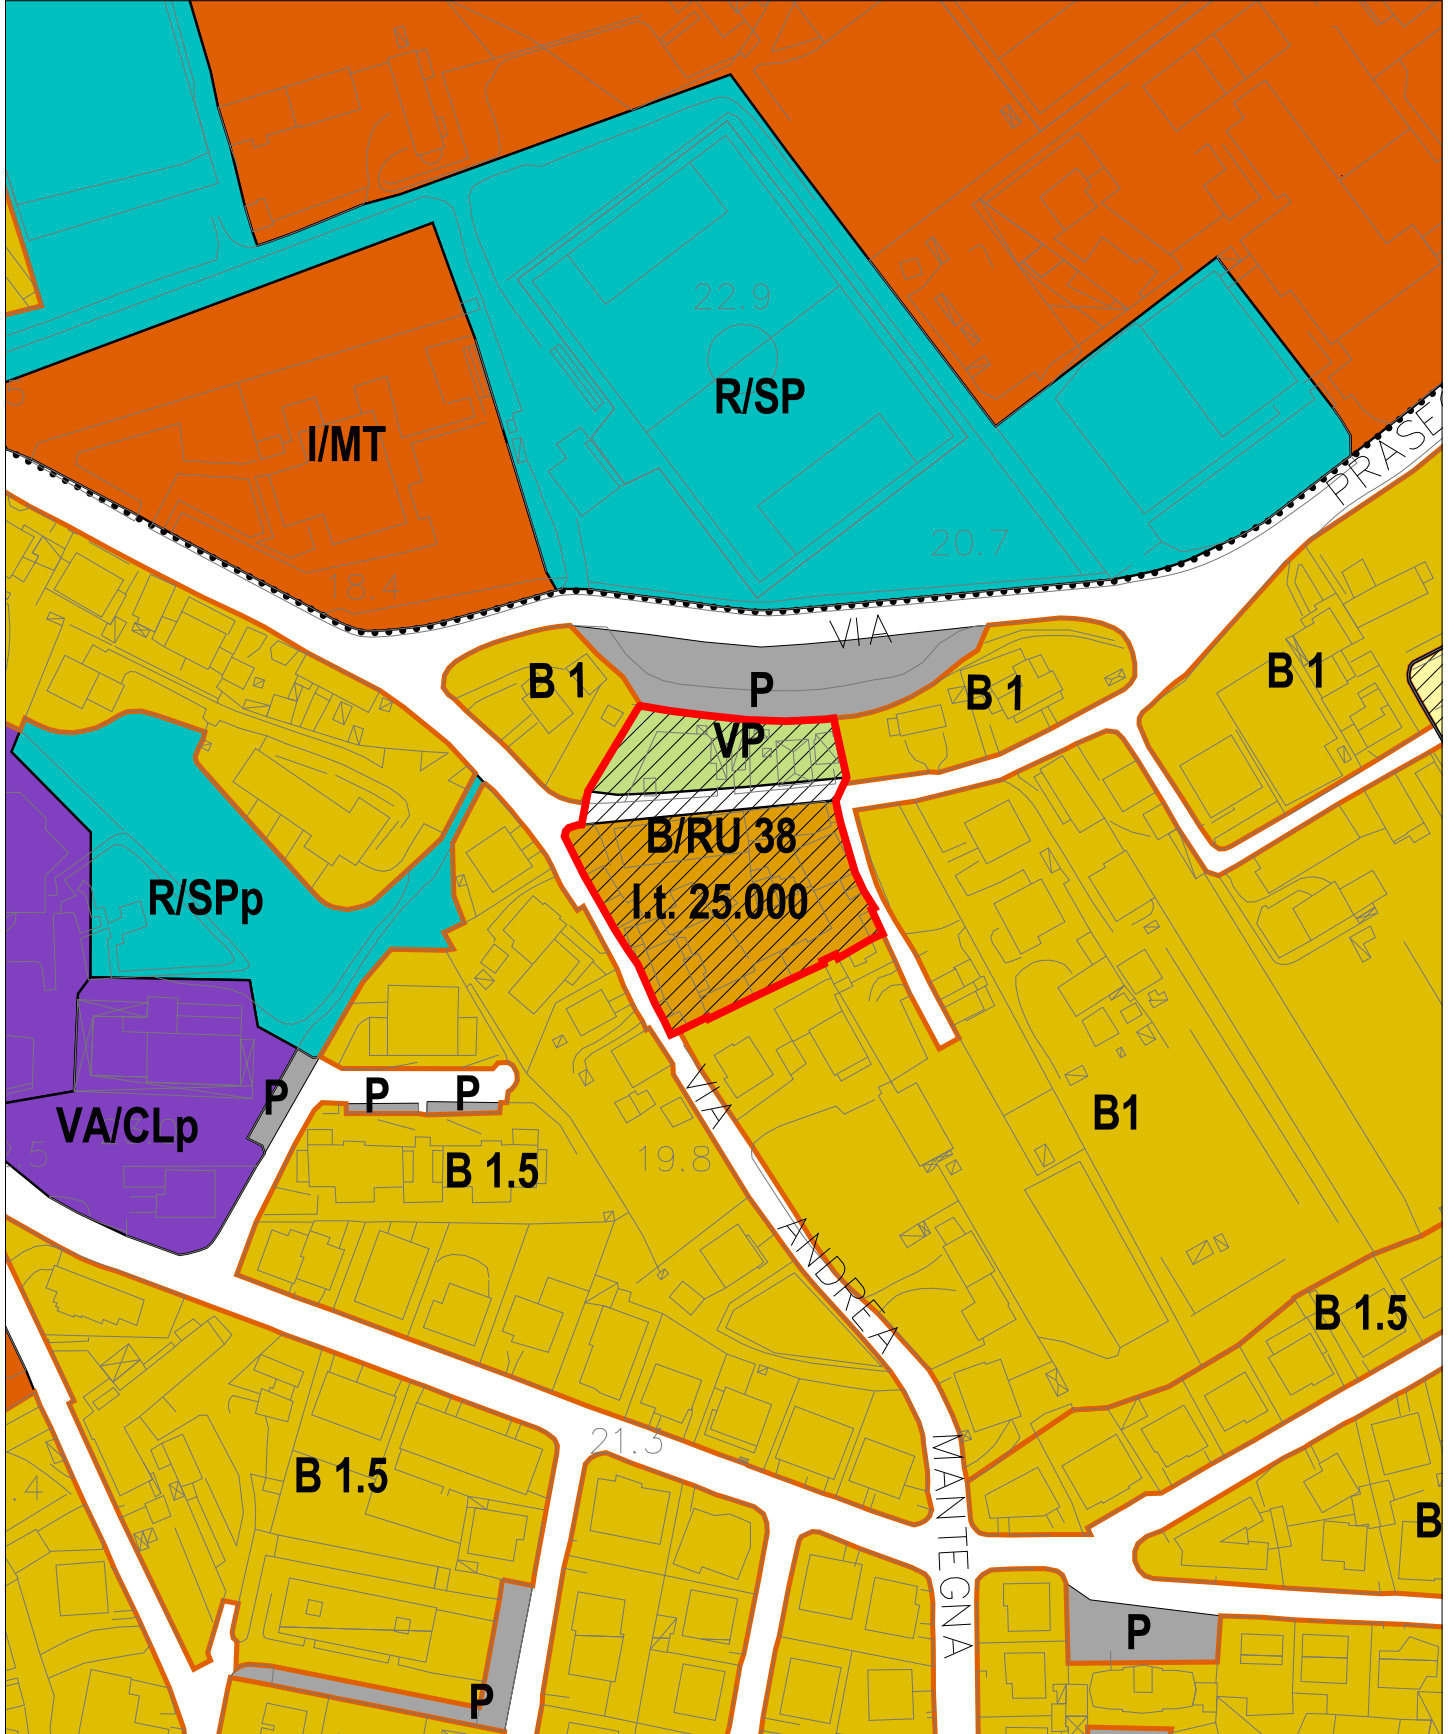 22.9
R/SP
I/MT
PRASE
20.7
18.4
VIA
B 1
P
B 1
B 1
VP
B/RU 38
I.t. 25.000
R/SPp
P
P
P
VA/CLp
VIA
B1
19.8
B 1.5
ANDREA
B 1.5
21.3
B 1.5
MANTEGNA
.4
B
P
P